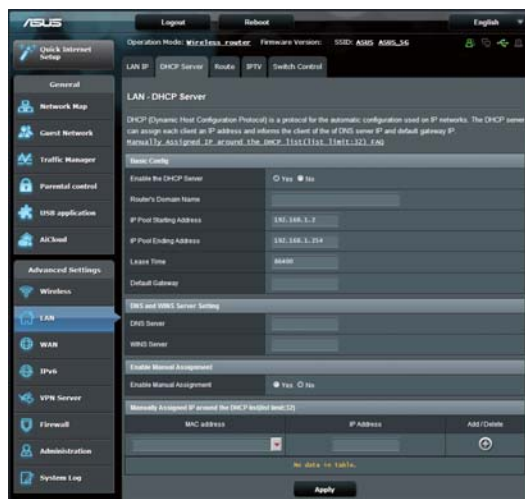 ASUS
Logout
Reboot
English
Quick Internet Setup
Operation Mode: Wireless router Firmware Version: SSID: ASUS ASUS_5G
LAN IP
DHCP Server
Route
IPTV
Switch Control
General
Network Map
Guest Network
Traffic Manager
Parental control
USB application
AiCloud
Advanced Settings
Wireless
LAN
WAN
IPv6
VPN Server
Firewall
Administration
System Log
LAN - DHCP Server
DHCP (Dynamic Host Configuration Protocol) is a protocol for the automatic configuration used on IP networks. The DHCP server
can assign each client an IP address and informs the client of the of DNS server IP and default gateway IP.
Manually Assigned IP around the DHCP list(list limit:32) FAQ
Basic Config
Enable the DHCP Server
Yes No
Router's Domain Name
IP Pool Starting Address
192.168.1.2
IP Pool Ending Address
192.168.1.254
Lease Time
86400
Default Gateway
DNS and WINS Server Setting
DNS Server
WINS Server
Enable Manual Assignment
Enable Manual Assignment
Yes No
Manually Assigned IP around the DHCP list(list limit:32)
MAC address
IP Address
Add / Delete
No data in table.
Apply